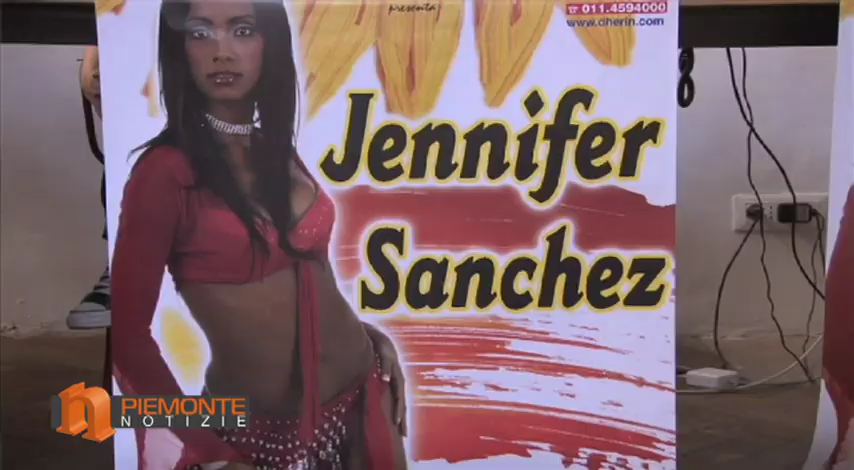 presenta
☎ 011.4594000
www.dherin.com
Jennifer
Sanchez
n PIEMONTE
NOTIZIE